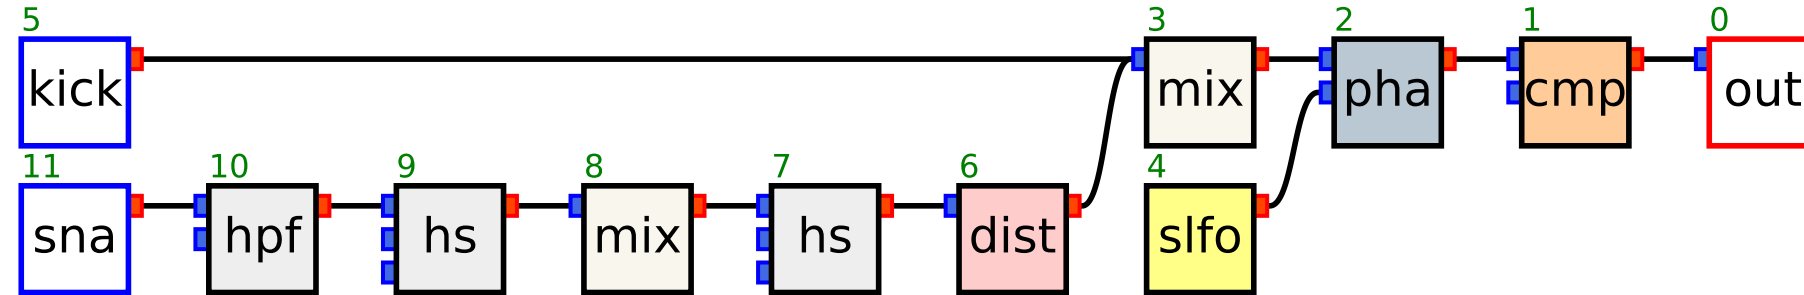 5 3 2 1 0
kick mix pha cmp out
11 10 9 8 7 6 4
sna hpf hs mix hs dist slfo